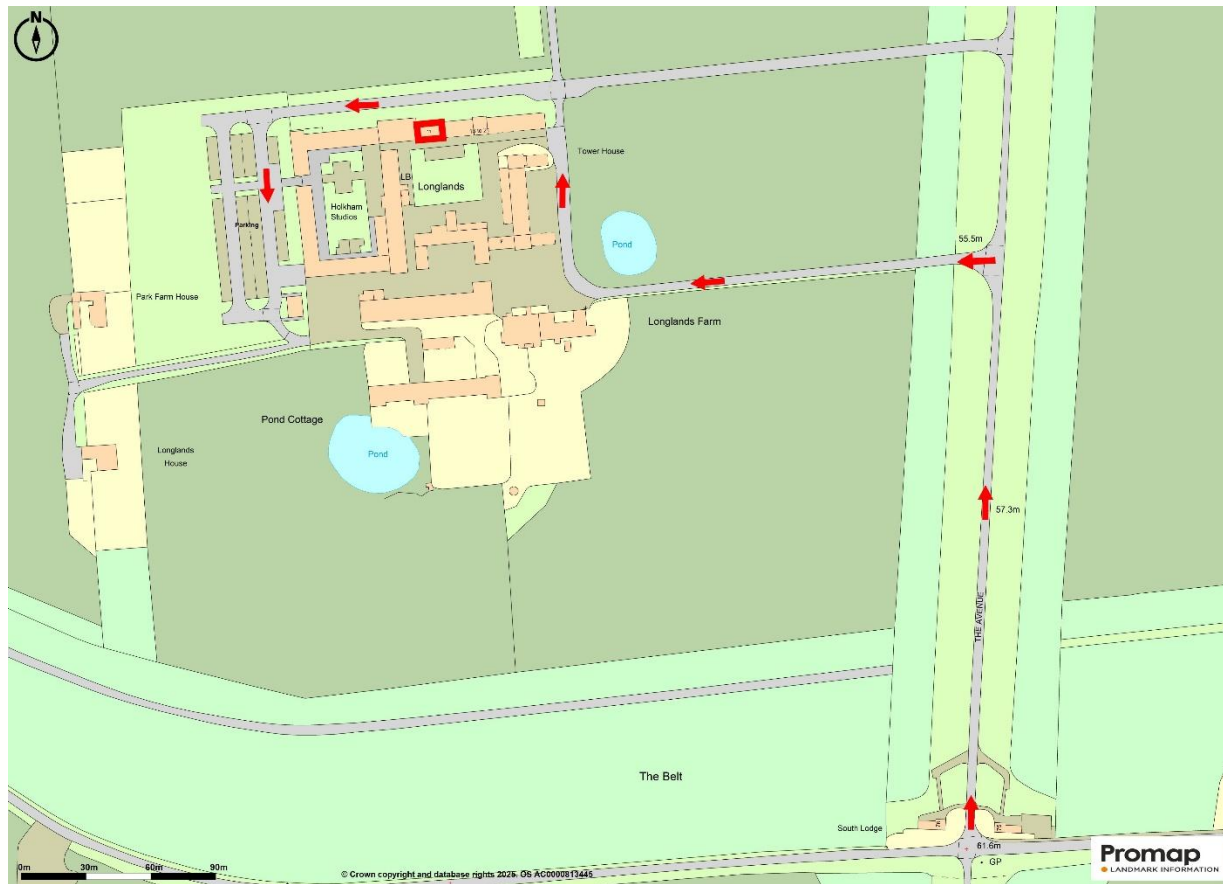 N
Tower House
LB
Longlands
Holkham
Studios
Parking
Pond
55.5m
Park Farm House
Longlands Farm
Pond Cottage
Longlands
House
Pond
57.3m
THE AVENUE
The Belt
South Lodge
61.6m
GP
0m 30m 60m 90m
© Crown copyright and database rights 2025. OS AC0000813445
Promap
LANDMARK INFORMATION